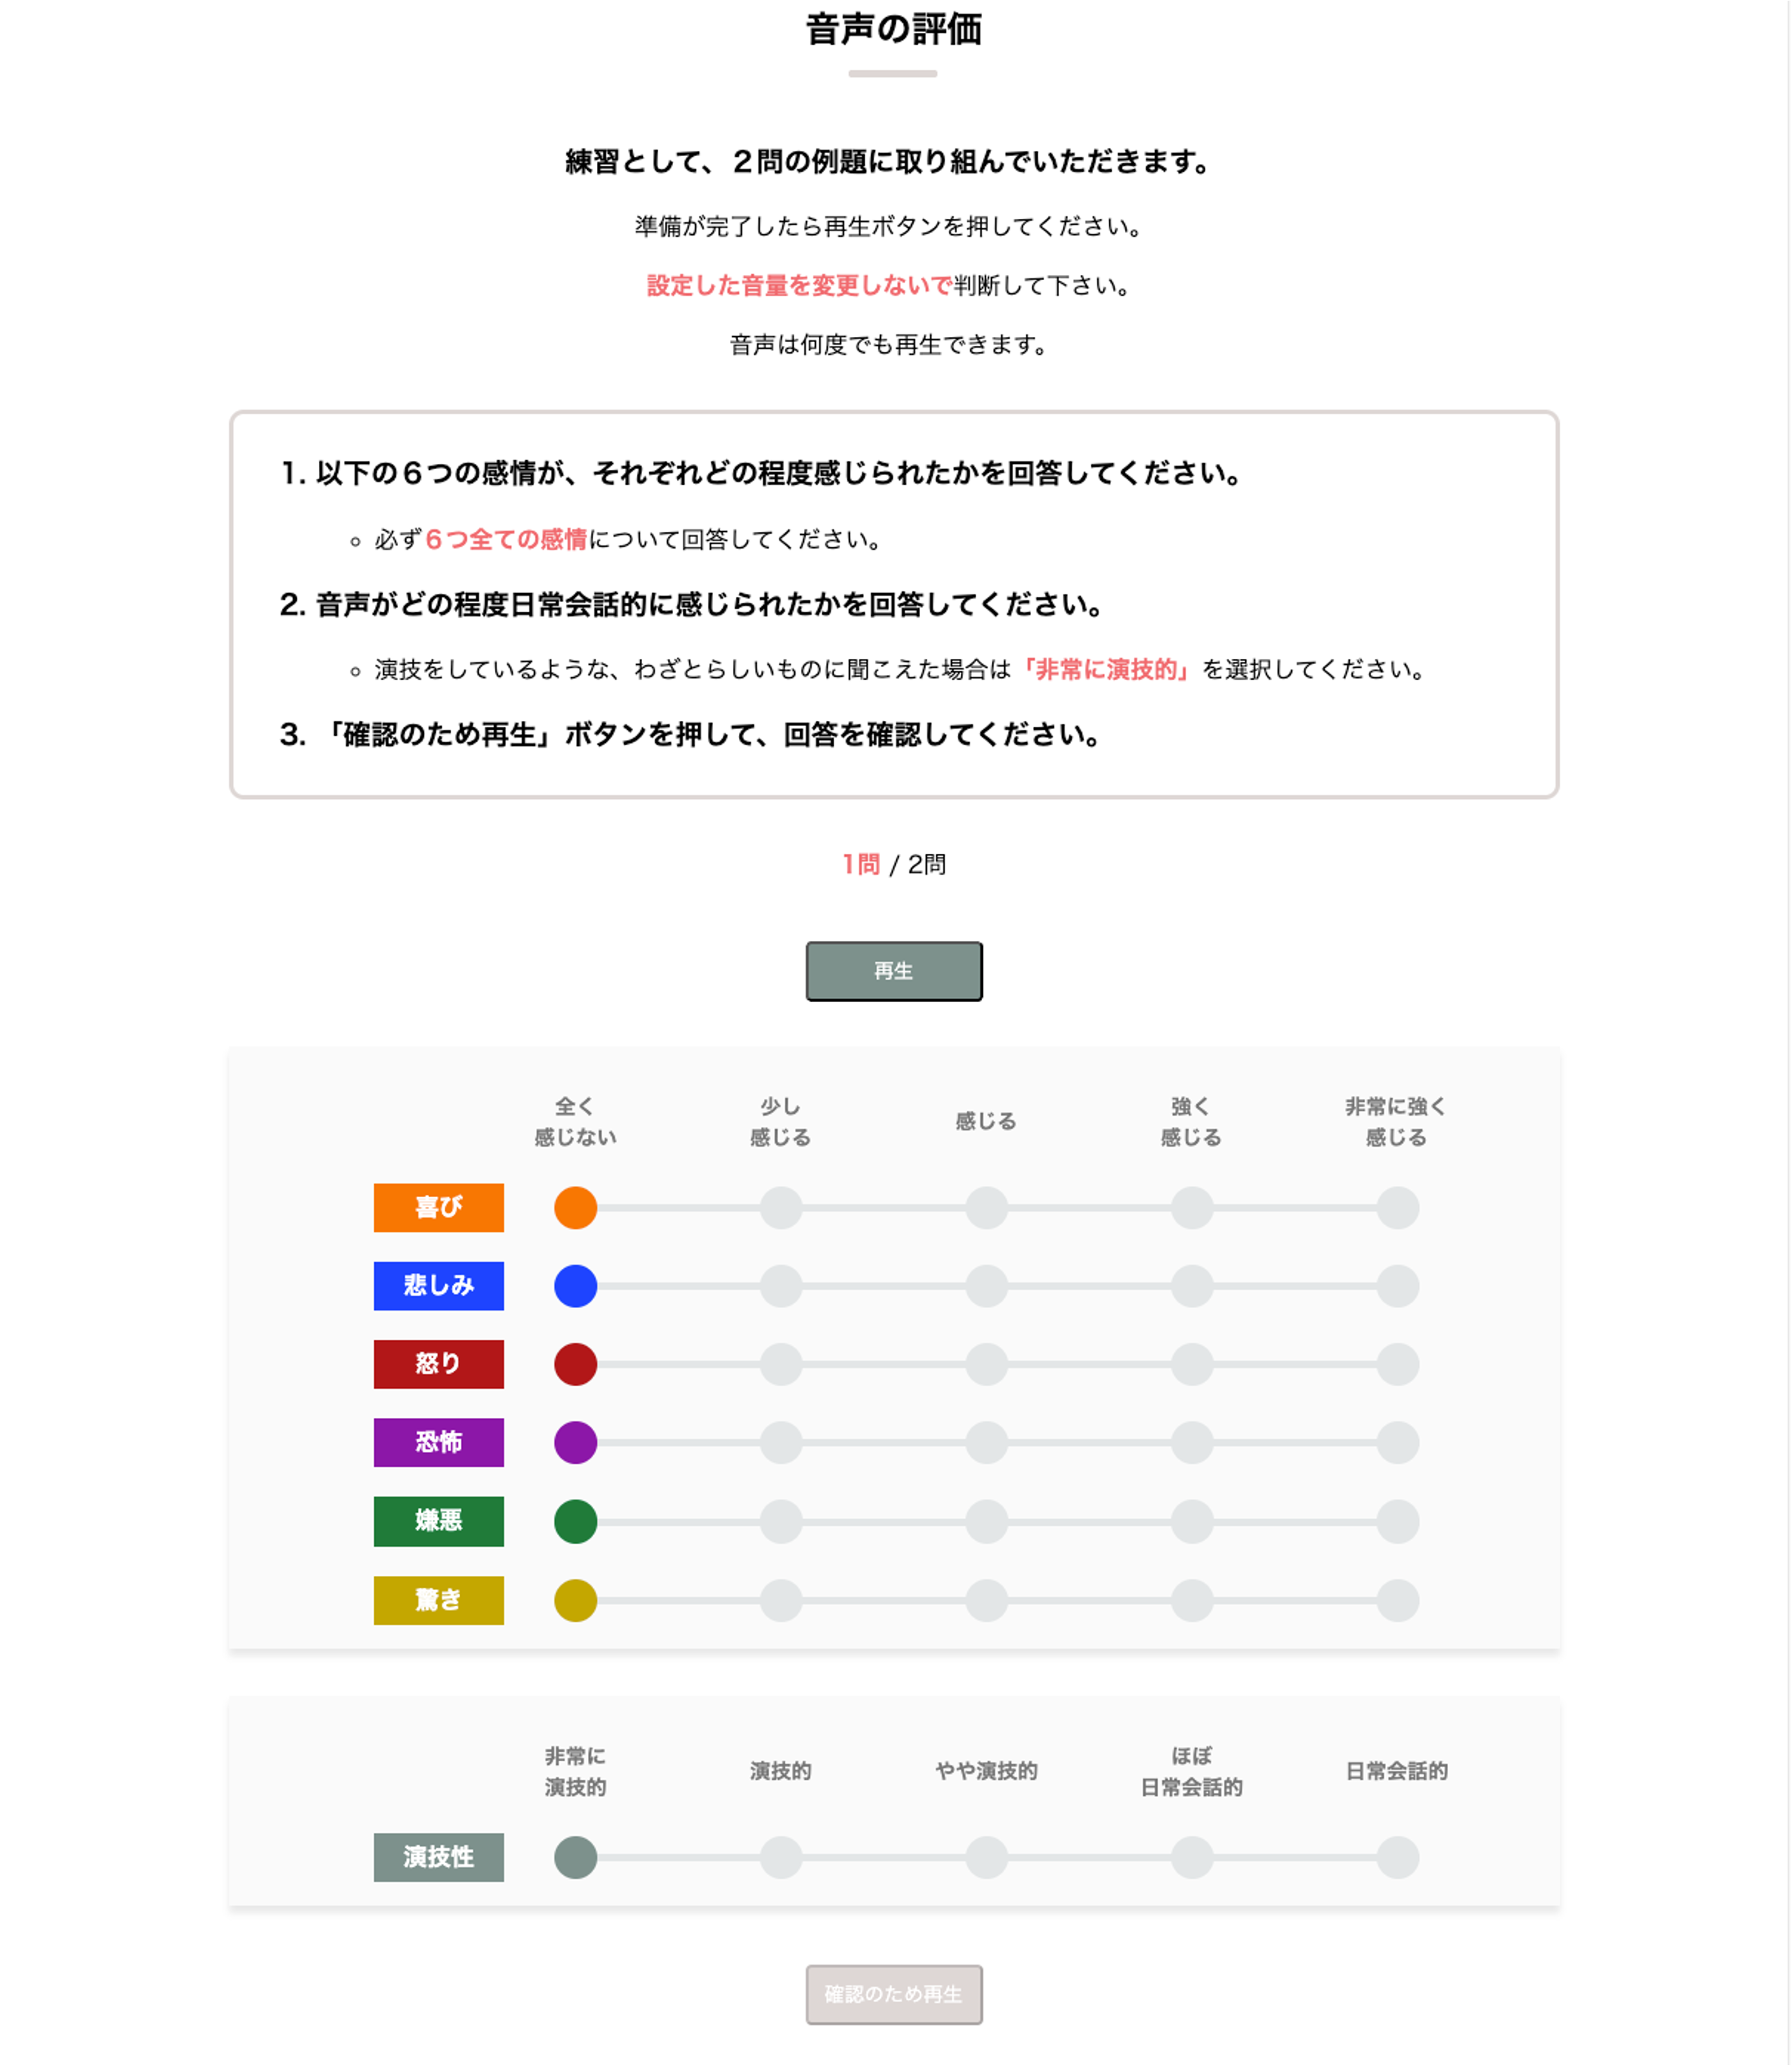 音声の評価
練習として、２問の例題に取り組んでいただきます。
準備が完了したら再生ボタンを押してください。
設定した音量を変更しないで判断して下さい。
音声は何度でも再生できます。
1. 以下の６つの感情が、それぞれどの程度感じられたかを回答してください。
必ず６つ全ての感情について回答してください。
2. 音声がどの程度日常会話的に感じられたかを回答してください。
演技をしているような、わざとらしいものに聞こえた場合は「非常に演技的」を選択してください。
3. 「確認のため再生」ボタンを押して、回答を確認してください。
1問 / 2問
再生
全く
感じない
少し
感じる
感じる
強く
感じる
非常に強く
感じる
喜び
悲しみ
怒り
恐怖
嫌悪
驚き
非常に
演技的
演技的
やや演技的
ほぼ
日常会話的
日常会話的
演技性
確認のため再生